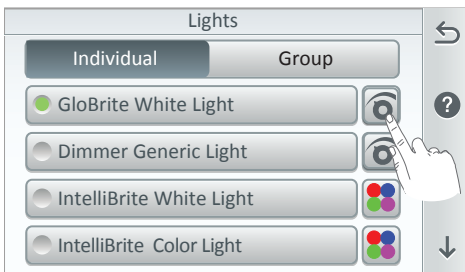 Lights
Individual Group
GloBrite White Light
?
Dimmer Generic Light
IntelliBrite White Light
IntelliBrite Color Light